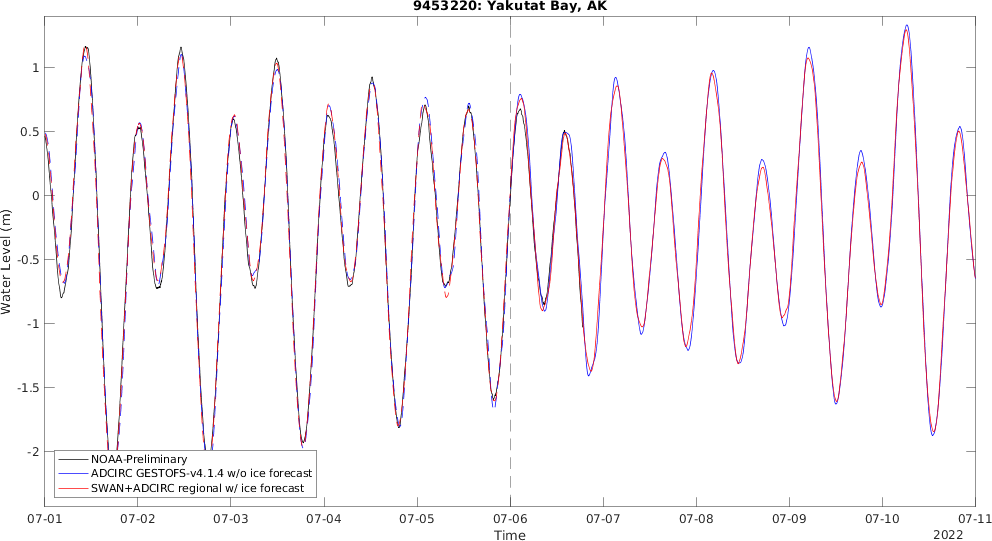 9453220: Yakutat Bay, AK
Water Level (m)
1
0.5
0
-0.5
-1
-1.5
-2
NOAA-Preliminary
ADCIRC GESTOFS-v4.1.4 w/o ice forecast
SWAN+ADCIRC regional w/ ice forecast
07-01 07-02 07-03 07-04 07-05 07-06 07-07 07-08 07-09 07-10 07-11
Time
2022